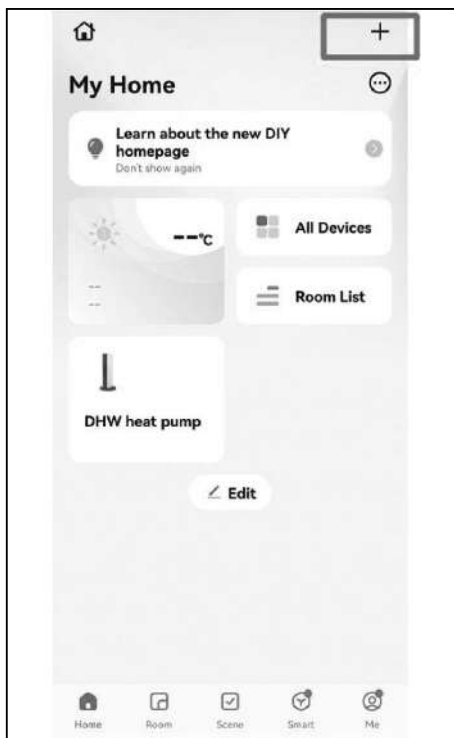 My Home
Learn about the new DIY
homepage
Don't show again
--°C
--
--
All Devices
Room List
DHW heat pump
Edit
Home
Room
Scene
Smart
Me